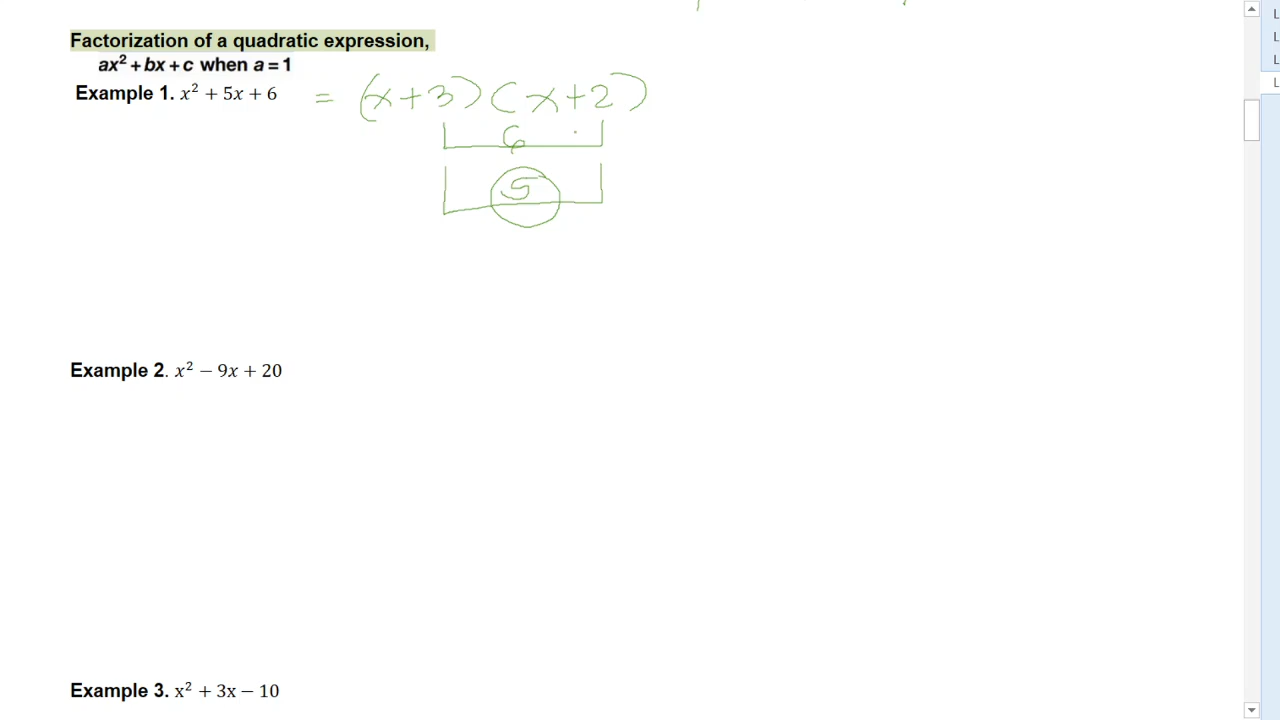 Factorization of a quadratic expression,
ax² + bx + c when a = 1
Example 1. x² + 5x + 6 = (x+3)(x+2)
6
5
Example 2. x² − 9x + 20
Example 3. x² + 3x − 10
L
L
L
L